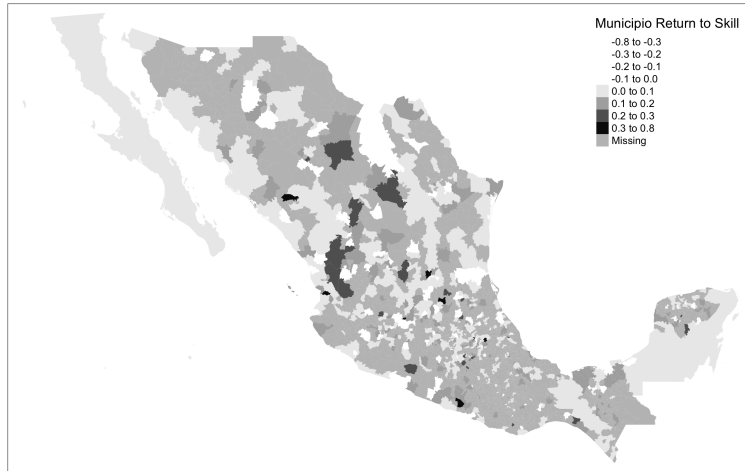 Municipio Return to Skill
-0.8 to -0.3
-0.3 to -0.2
-0.2 to -0.1
-0.1 to 0.0
0.0 to 0.1
0.1 to 0.2
0.2 to 0.3
0.3 to 0.8
Missing